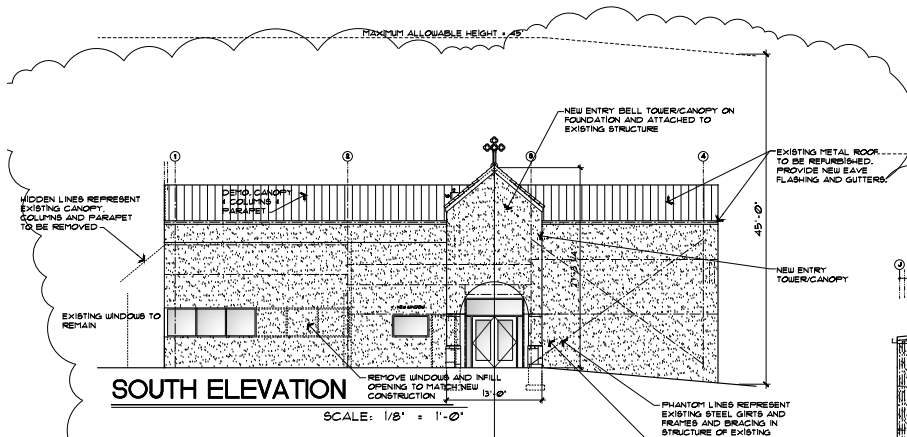 MAXIMUM ALLOWABLE HEIGHT = 45'
NEW ENTRY BELL TOWER/CANOPY ON
FOUNDATION AND ATTACHED TO
EXISTING STRUCTURE
1
2
3
4
EXISTING METAL ROOF
TO BE REFURBISHED.
PROVIDE NEW EAVE
FLASHING AND GUTTERS.
DEMO. CANOPY
& COLUMNS &
PARAPET
HIDDEN LINES REPRESENT
EXISTING CANOPY,
COLUMNS AND PARAPET
TO BE REMOVED
45'-0"
NEW ENTRY
TOWER/CANOPY
EXISTING WINDOWS TO
REMAIN
NEW WINDOW
REMOVE WINDOWS AND INFILL
OPENING TO MATCH NEW
CONSTRUCTION
13'-0"
SOUTH ELEVATION
SCALE: 1/8" = 1'-0"
PHANTOM LINES REPRESENT
EXISTING STEEL GIRTS AND
FRAMES AND BRACING IN
STRUCTURE OF EXISTING